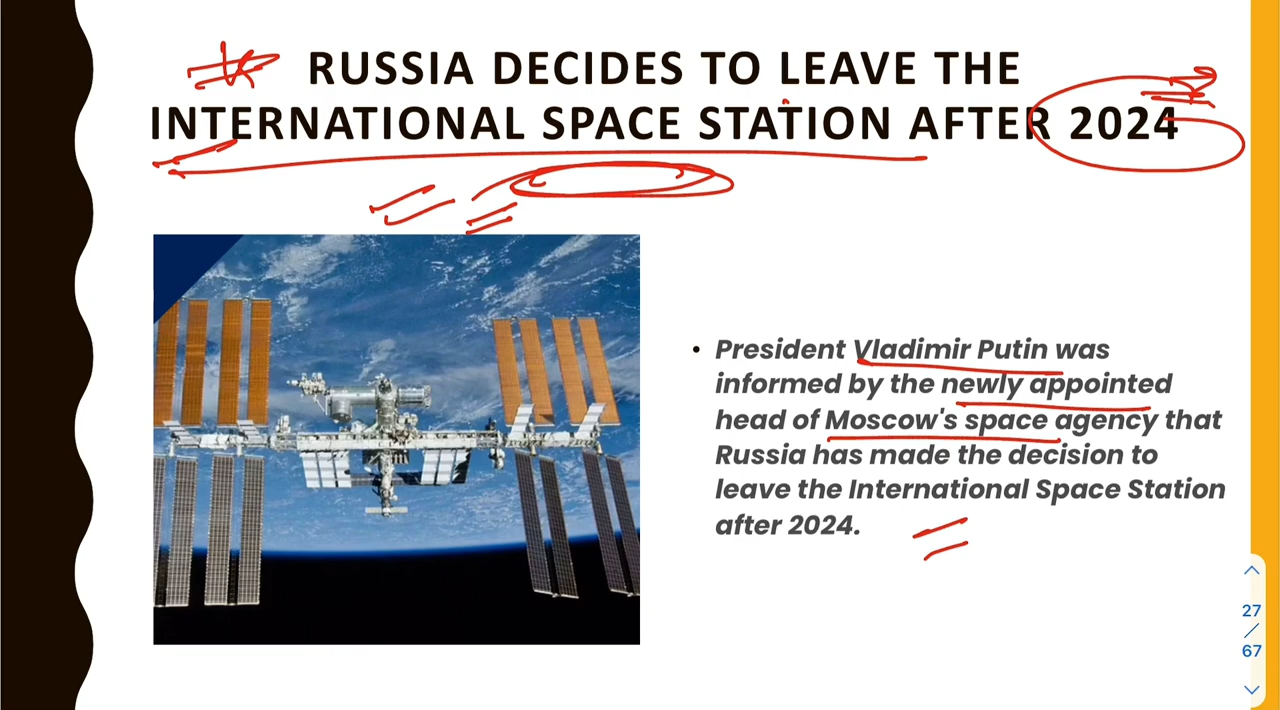 RUSSIA DECIDES TO LEAVE THE
INTERNATIONAL SPACE STATION AFTER 2024
• President Vladimir Putin was
informed by the newly appointed
head of Moscow's space agency that
Russia has made the decision to
leave the International Space Station
after 2024.
27
/
67